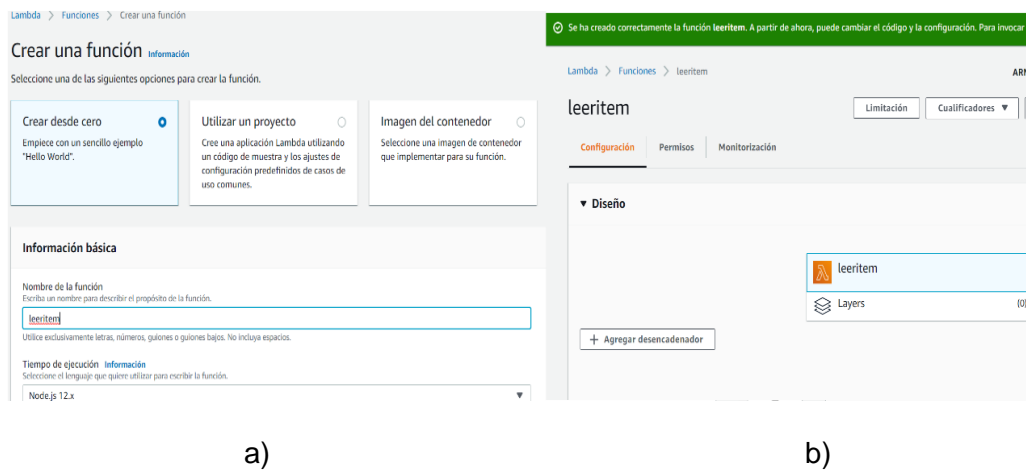 Lambda > Funciones > Crear una función
Crear una función Información
Seleccione una de las siguientes opciones para crear la función.
Crear desde cero
Empiece con un sencillo ejemplo
"Hello World".
Utilizar un proyecto
Cree una aplicación Lambda utilizando
un código de muestra y los ajustes de
configuración predefinidos de casos de
uso comunes.
Imagen del contenedor
Seleccione una imagen de contenedor
que implementar para su función.
Información básica
Nombre de la función
Escriba un nombre para describir el propósito de la función.
leeritem
Utilice exclusivamente letras, números, guiones o guiones bajos. No incluya espacios.
Tiempo de ejecución Información
Seleccione el lenguaje que quiere utilizar para escribir la función.
Node.js 12.x
a)
Se ha creado correctamente la función leeritem. A partir de ahora, puede cambiar el código y la configuración. Para invocar
Lambda > Funciones > leeritem
ARN
leeritem
Limitación
Cualificadores
Configuración
Permisos
Monitorización
Diseño
leeritem
Layers
(0)
+ Agregar desencadenador
b)